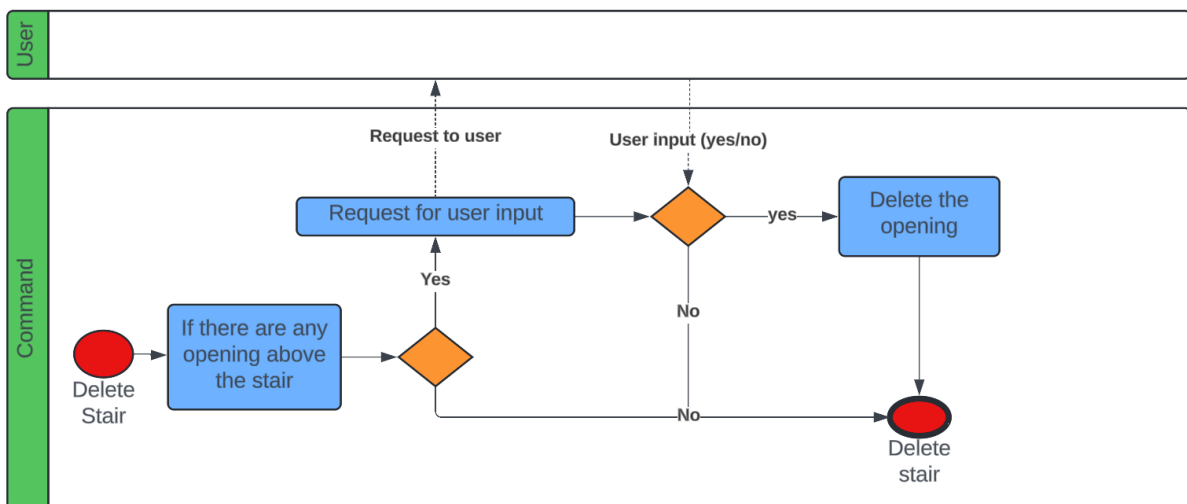 User
Command
Request to user
User input (yes/no)
Request for user input
yes
Delete the
opening
Yes
No
If there are any
opening above
the stair
Delete
Stair
No
Delete
stair